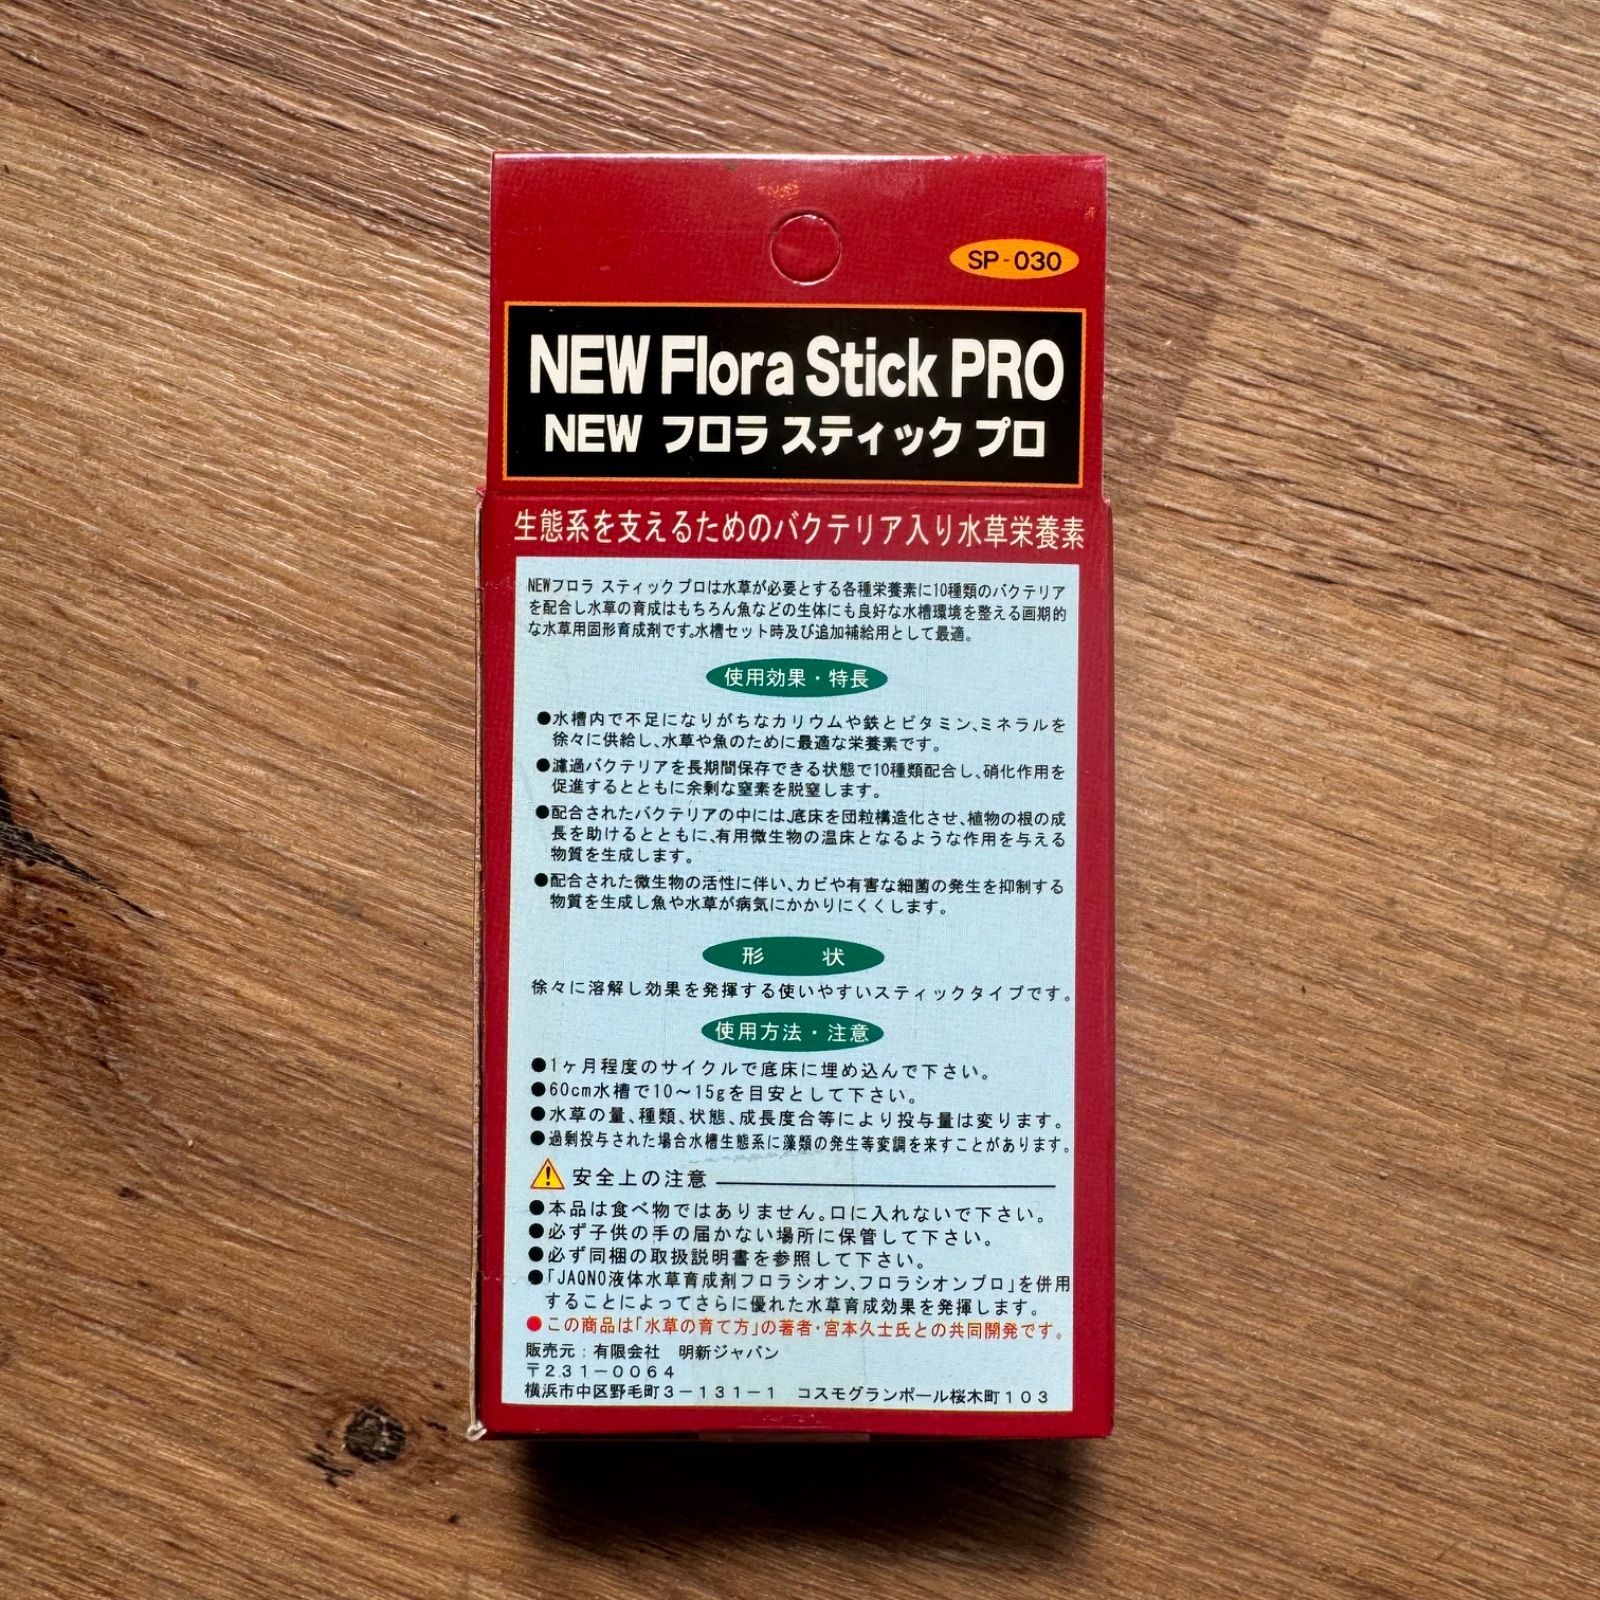 SP-030
NEW Flora Stick PRO
NEW フロラ スティック プロ
生態系を支えるためのバクテリア入り水草栄養素
NEWフロラ スティック プロは水草が必要とする各種栄養素に10種類のバクテリア
を配合し水草の育成はもちろん魚などの生体にも良好な水槽環境を整える画期的
な水草用固形育成剤です。水槽セット時及び追加補給用として最適。
使用効果・特長
●水槽内で不足になりがちなカリウムや鉄とビタミン、ミネラルを
徐々に供給し、水草や魚のために最適な栄養素です。
●濾過バクテリアを長期間保存できる状態で10種類配合し、硝化作用を
促進するとともに余剰な窒素を脱窒します。
●配合されたバクテリアの中には、底床を団粒構造化させ、植物の根の成
長を助けるとともに、有用微生物の温床となるような作用を与える
物質を生成します。
●配合された微生物の活性に伴い、カビや有害な細菌の発生を抑制する
物質を生成し魚や水草が病気にかかりにくくします。
形 状
徐々に溶解し効果を発揮する使いやすいスティックタイプです。
使用方法・注意
●1ヶ月程度のサイクルで底床に埋め込んで下さい。
●60cm水槽で10〜15gを目安として下さい。
●水草の量、種類、状態、成長度合等により投与量は変ります。
●過剰投与された場合水槽生態系に藻類の発生等変調を来すことがあります。
安全上の注意
●本品は食べ物ではありません。口に入れないで下さい。
●必ず子供の手の届かない場所に保管して下さい。
●必ず同梱の取扱説明書を参照して下さい。
●「JAQNO液体水草育成剤フロラシオン、フロラシオンプロ」を併用
することによってさらに優れた水草育成効果を発揮します。
●この商品は「水草の育て方」の著者・宮本久士氏との共同開発です。
販売元：有限会社 明新ジャパン
〒231−0064
横浜市中区野毛町3−131−1 コスモグランポール桜木町103